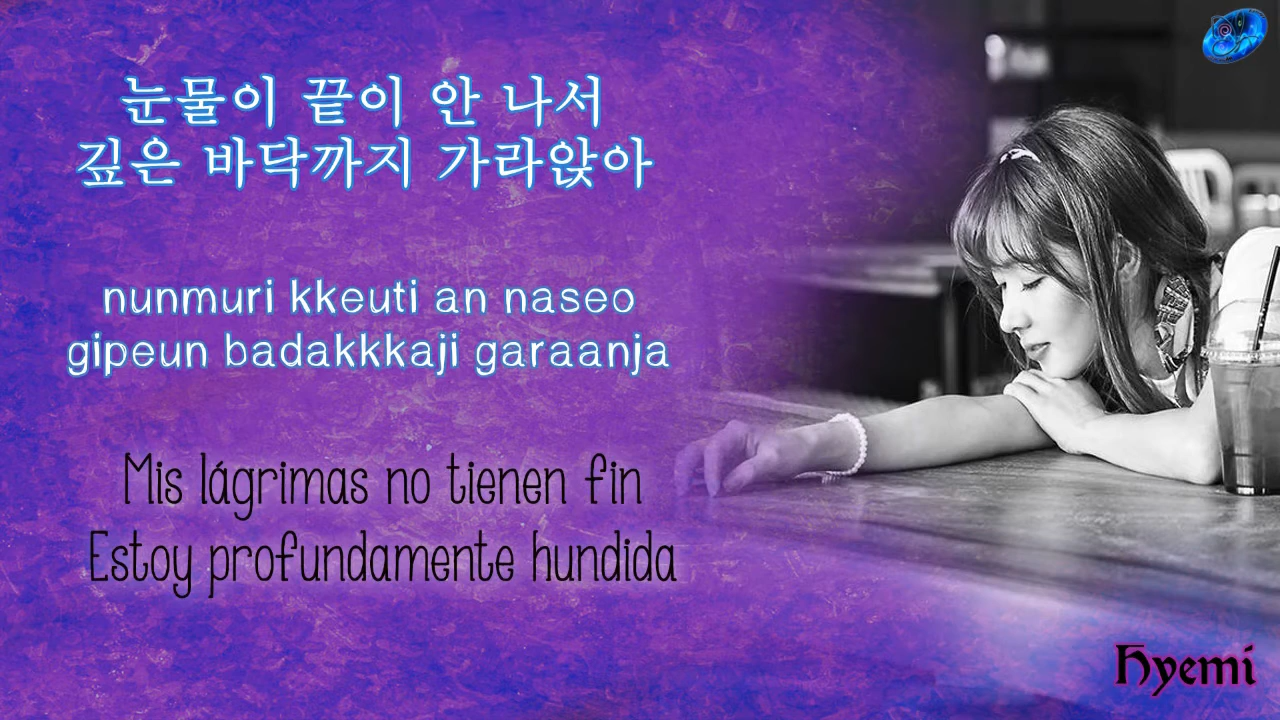 눈물이 끝이 안 나서
깊은 바닥까지 가라앉아
nunmuri kkeuti an naseo
gipeun badakkkaji garaanja
Mis lágrimas no tienen fin
Estoy profundamente hundida
Hyemi